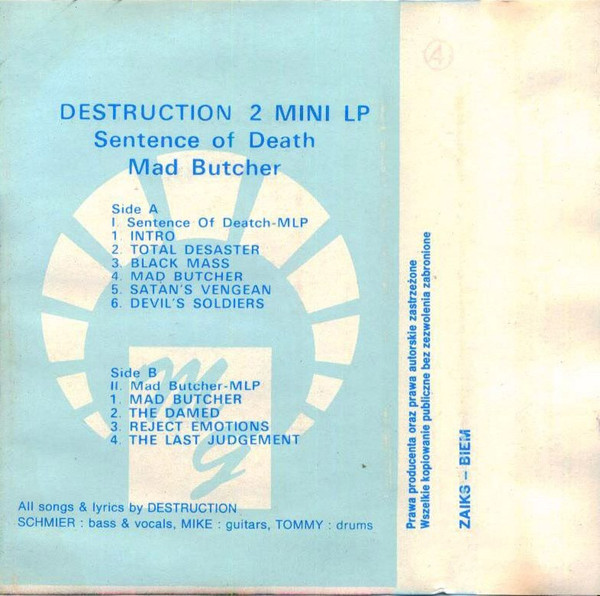 DESTRUCTION 2 MINI LP
Sentence of Death
Mad Butcher
Side A
I. Sentence Of Deatch-MLP
1. INTRO
2. TOTAL DESASTER
3. BLACK MASS
4. MAD BUTCHER
5. SATAN'S VENGEAN
6. DEVIL'S SOLDIERS
Side B
II. Mad Butcher-MLP
1. MAD BUTCHER
2. THE DAMED
3. REJECT EMOTIONS
4. THE LAST JUDGEMENT
MG
All songs & lyrics by DESTRUCTION
SCHMIER : bass & vocals, MIKE : guitars, TOMMY : drums
4
Prawa producenta oraz prawa autorskie zastrzeżone
Wszelkie kopiowanie publiczne bez zezwolenia zabronione
ZAIKS – BIEM